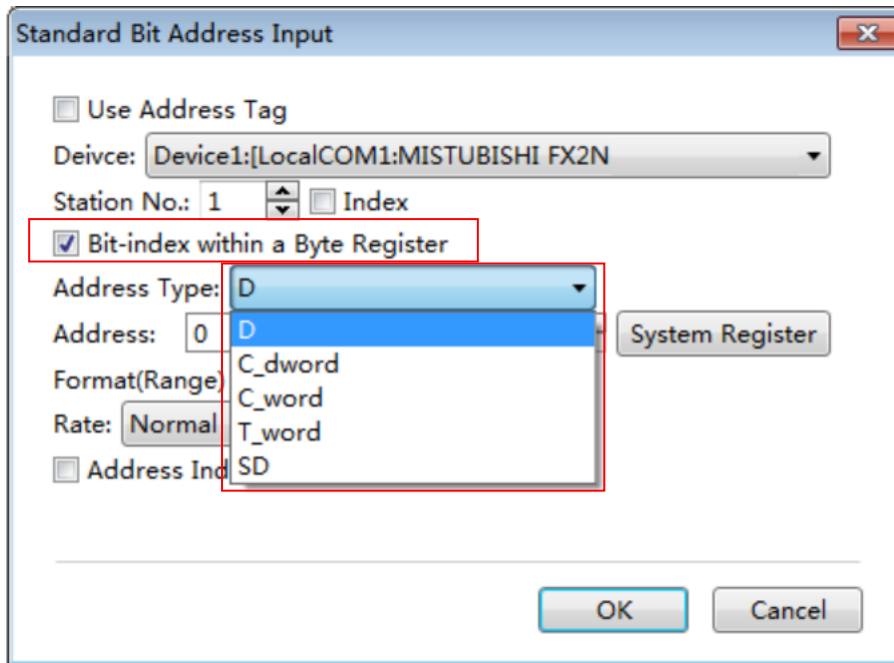 Standard Bit Address Input
Use Address Tag
Deivce: Device1:[LocalCOM1:MISTUBISHI FX2N
Station No.: 1 Index
Bit-index within a Byte Register
Address Type: D
Address: 0 D System Register
C_dword
Format(Range)
C_word
Rate: Normal T_word
Address Ind SD
OK Cancel